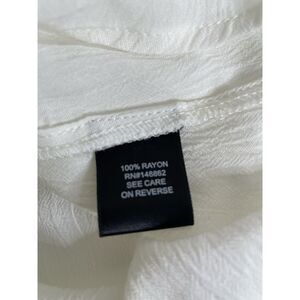 100% RAYON
RN#146862
SEE CARE
ON REVERSE